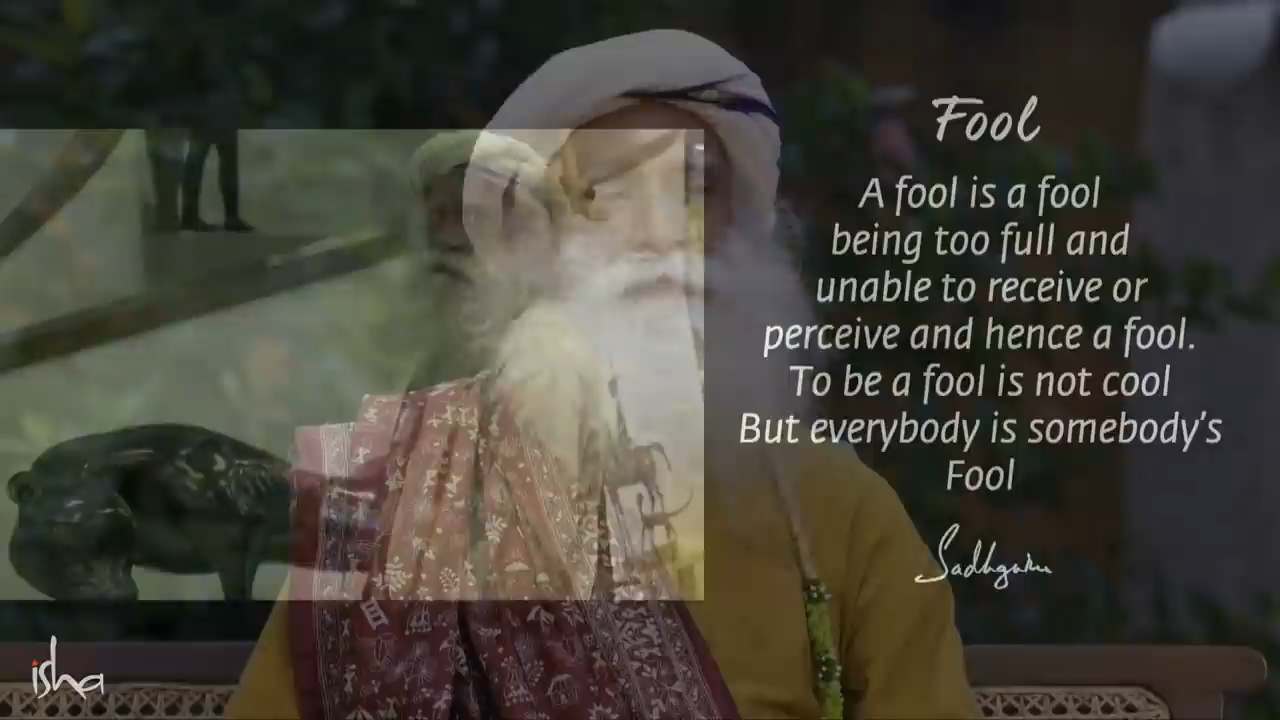 Fool
A fool is a fool
being too full and
unable to receive or
perceive and hence a fool.
To be a fool is not cool
But everybody is somebody's
Fool
Sadhguru
isha